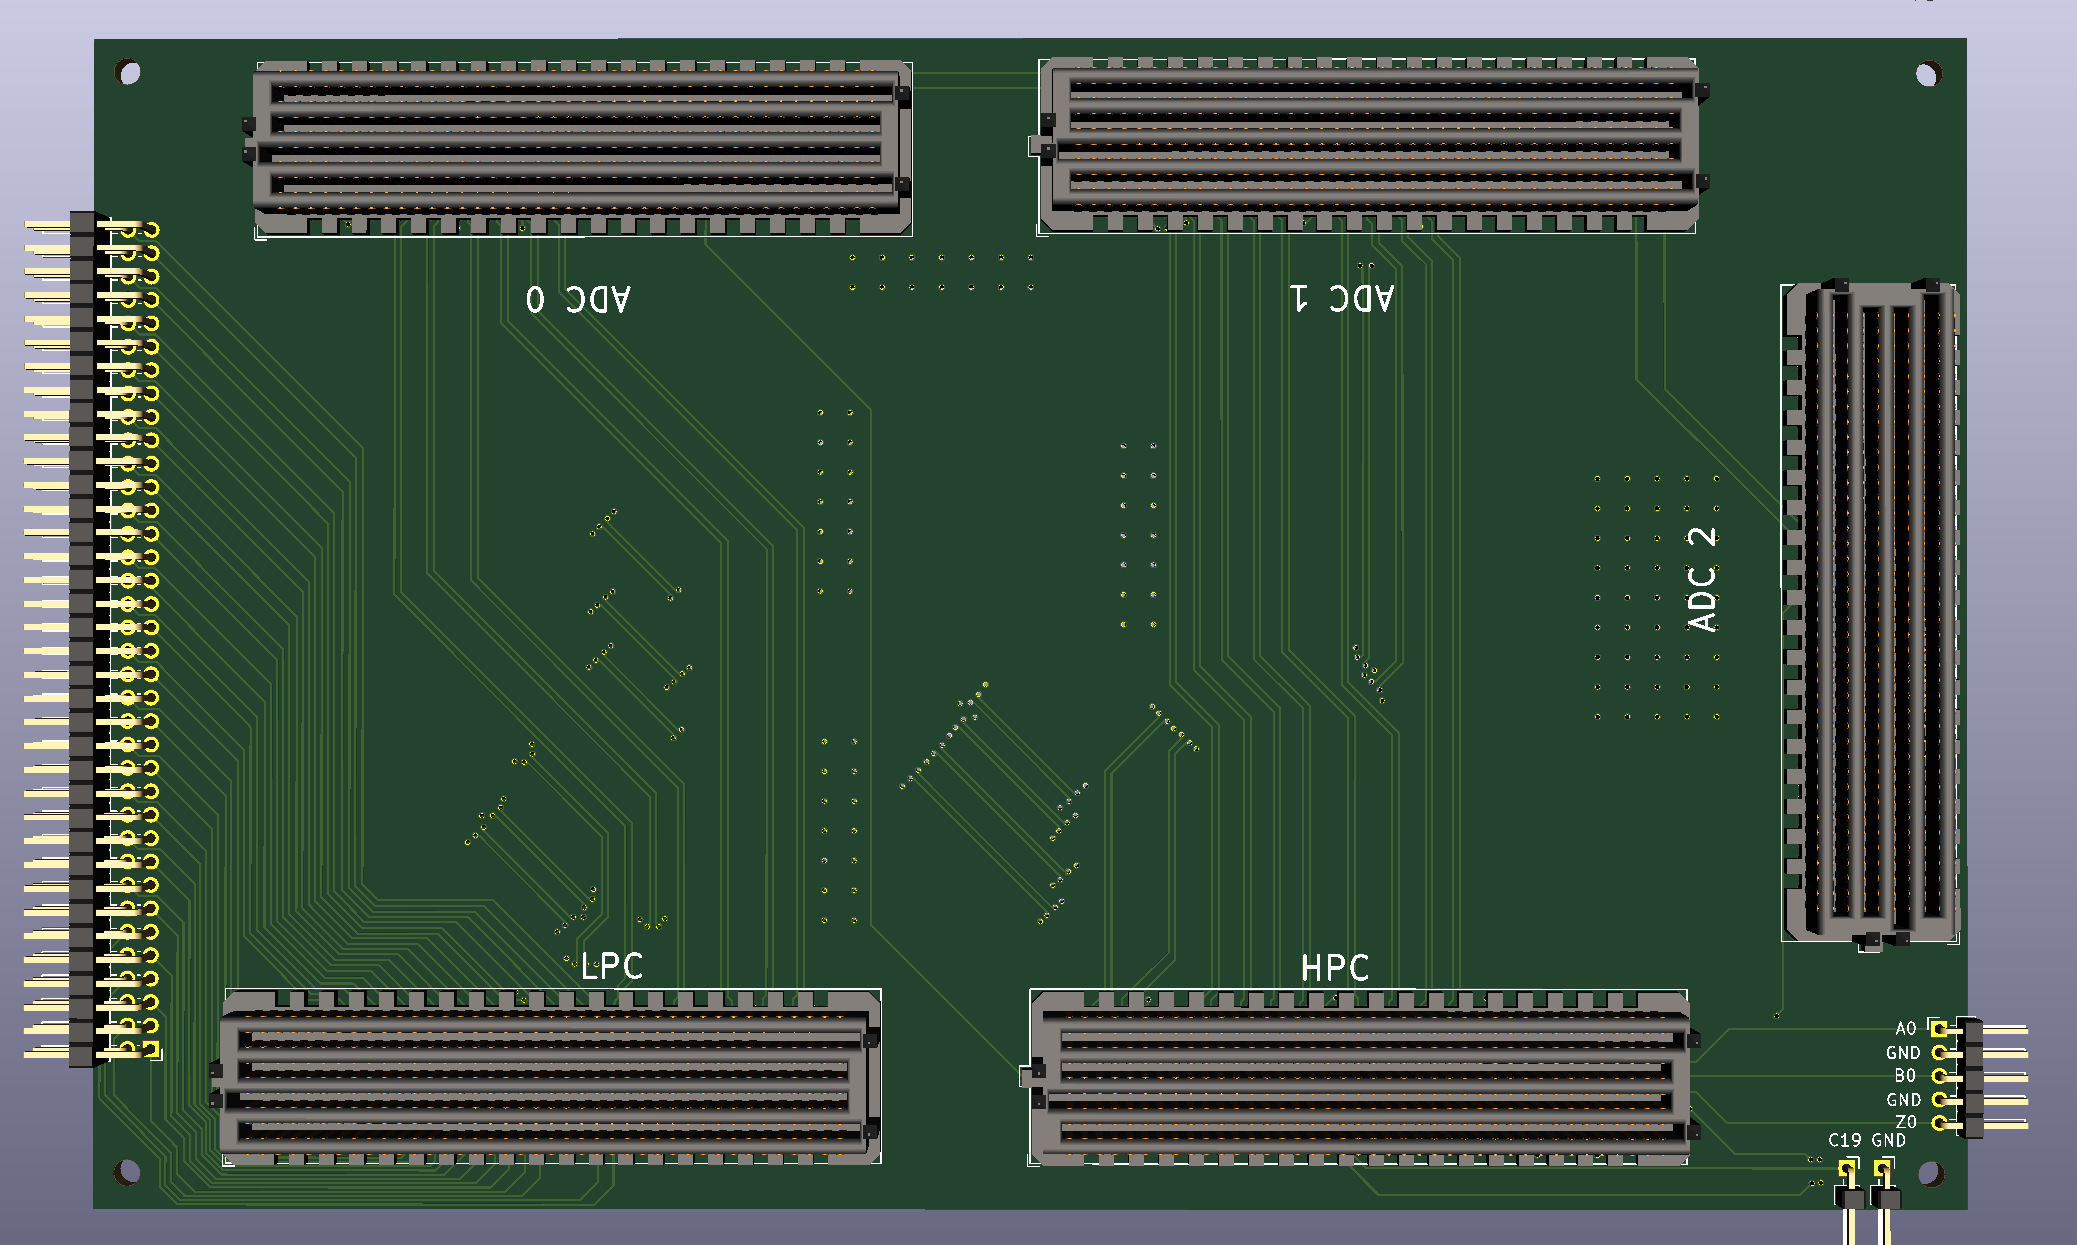 ADC 0
ADC 1
ADC 2
LPC
HPC
A0
GND
B0
GND
Z0
C19 GND